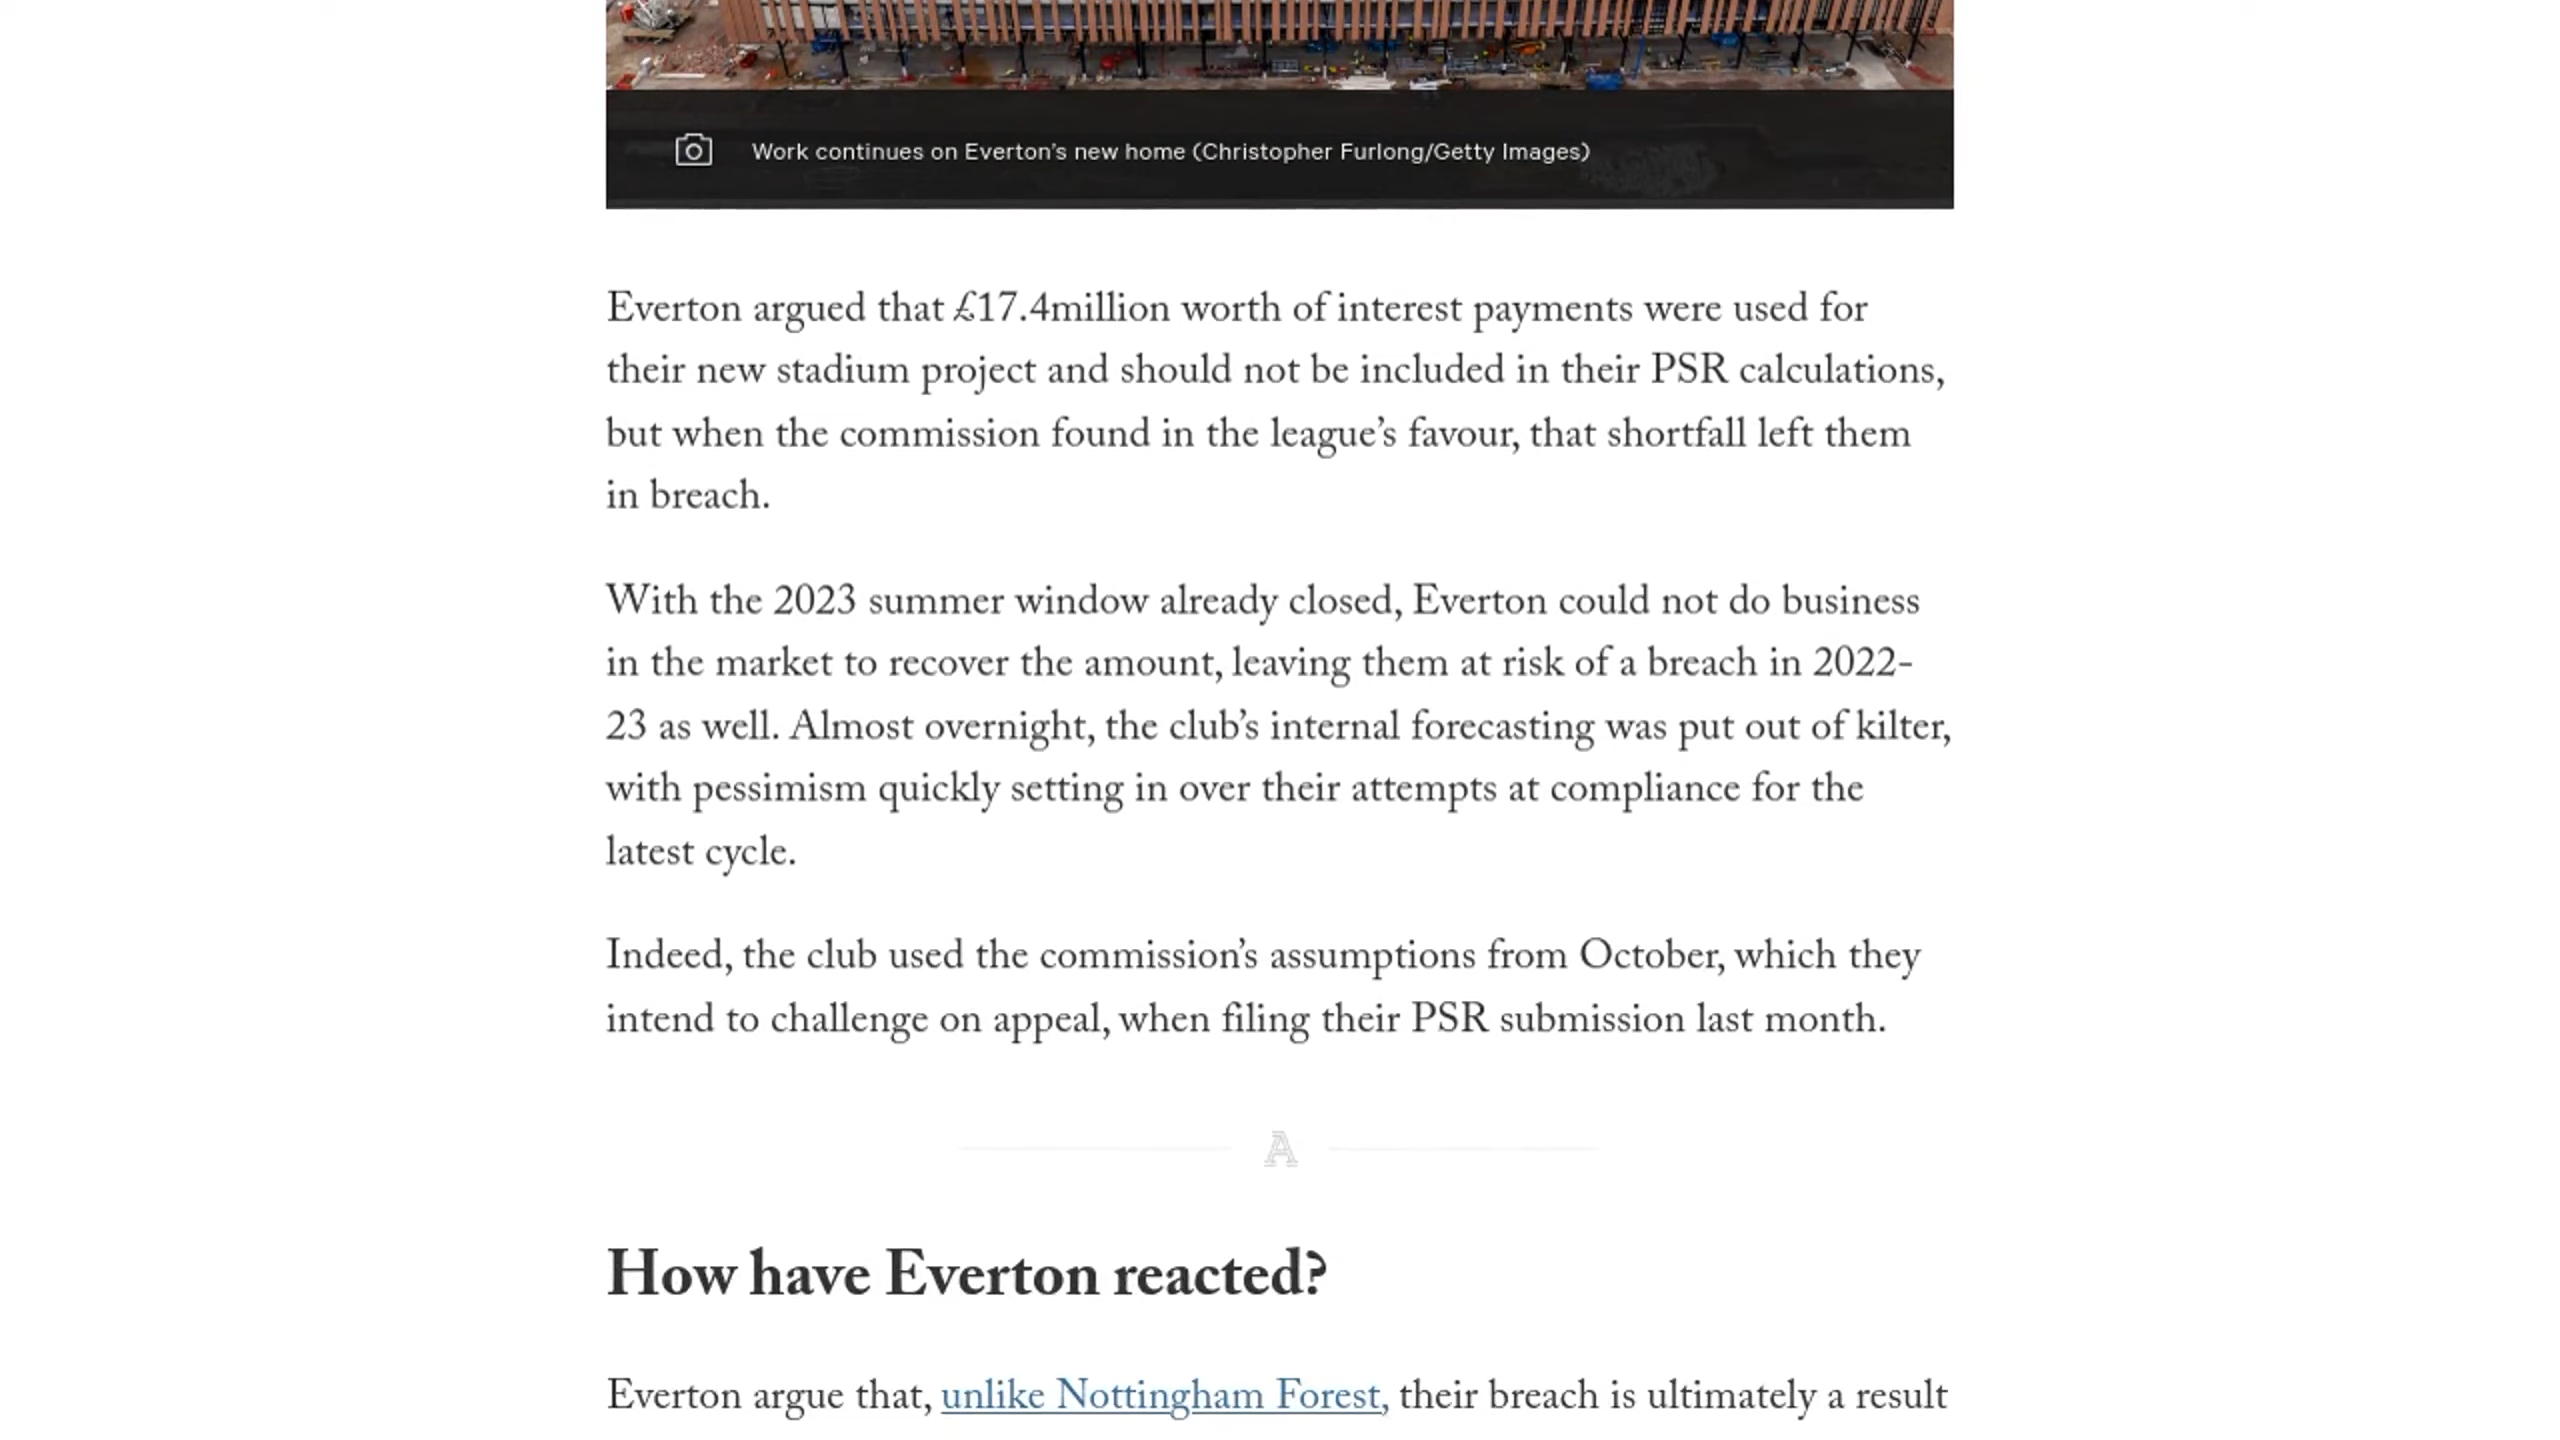 Work continues on Everton’s new home (Christopher Furlong/Getty Images)
Everton argued that £17.4million worth of interest payments were used for
their new stadium project and should not be included in their PSR calculations,
but when the commission found in the league’s favour, that shortfall left them
in breach.
With the 2023 summer window already closed, Everton could not do business
in the market to recover the amount, leaving them at risk of a breach in 2022-
23 as well. Almost overnight, the club’s internal forecasting was put out of kilter,
with pessimism quickly setting in over their attempts at compliance for the
latest cycle.
Indeed, the club used the commission’s assumptions from October, which they
intend to challenge on appeal, when filing their PSR submission last month.
A
How have Everton reacted?
Everton argue that, unlike Nottingham Forest, their breach is ultimately a result